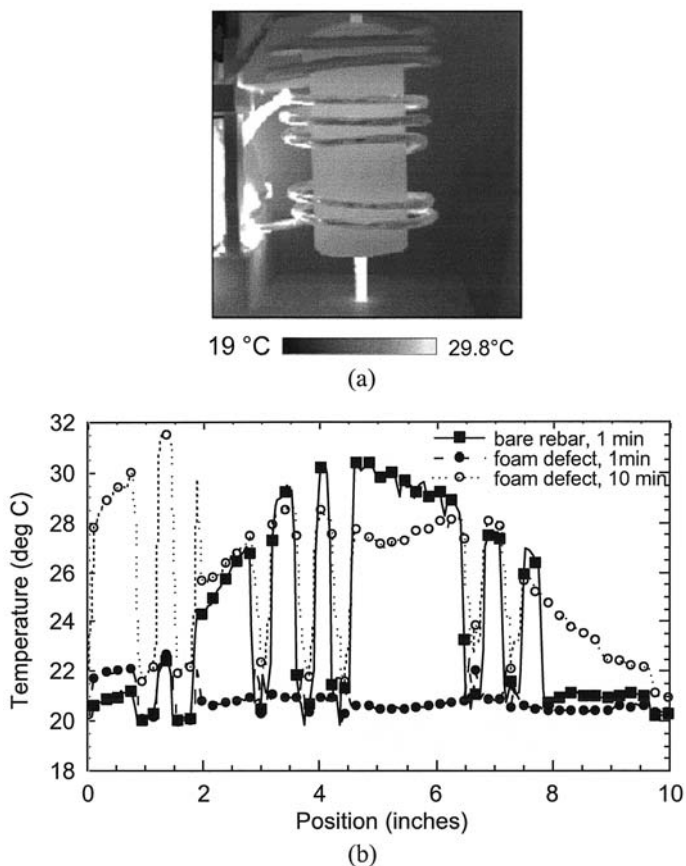 19 °C 29.8°C
(a)
32
30
28
26
24
22
20
18
Temperature (deg C)
bare rebar, 1 min
foam defect, 1min
foam defect, 10 min
0 2 4 6 8 10
Position (inches)
(b)